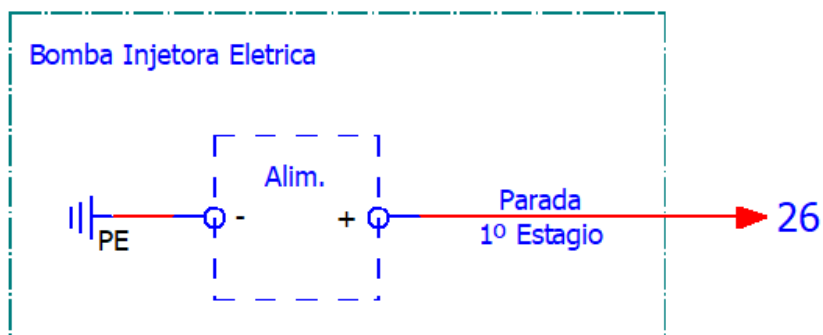 Bomba Injetora Eletrica
Alim.
- +
PE
Parada
1º Estagio
26